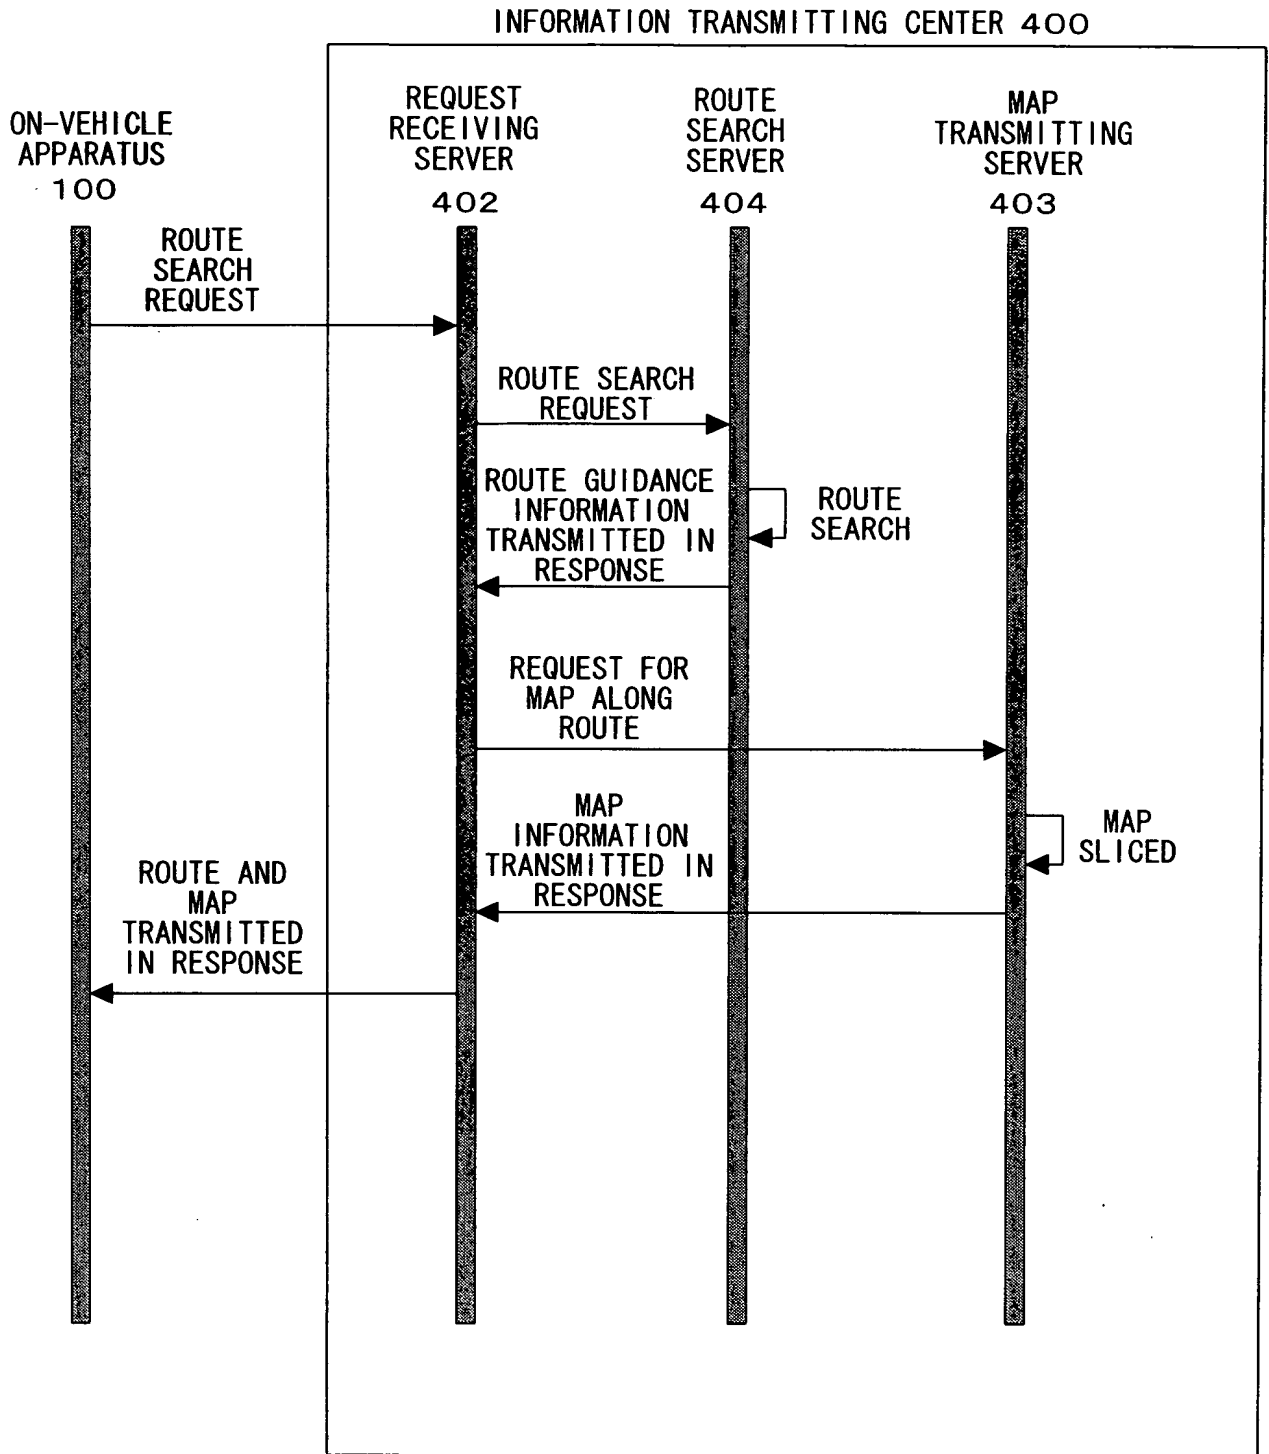 INFORMATION TRANSMITTING CENTER 400
ON-VEHICLE
APPARATUS
100
REQUEST
RECEIVING
SERVER
402
ROUTE
SEARCH
SERVER
404
MAP
TRANSMITTING
SERVER
403
ROUTE
SEARCH
REQUEST
ROUTE SEARCH
REQUEST
ROUTE GUIDANCE
INFORMATION
TRANSMITTED IN
RESPONSE
ROUTE
SEARCH
REQUEST FOR
MAP ALONG
ROUTE
MAP
INFORMATION
TRANSMITTED IN
RESPONSE
MAP
SLICED
ROUTE AND
MAP
TRANSMITTED
IN RESPONSE